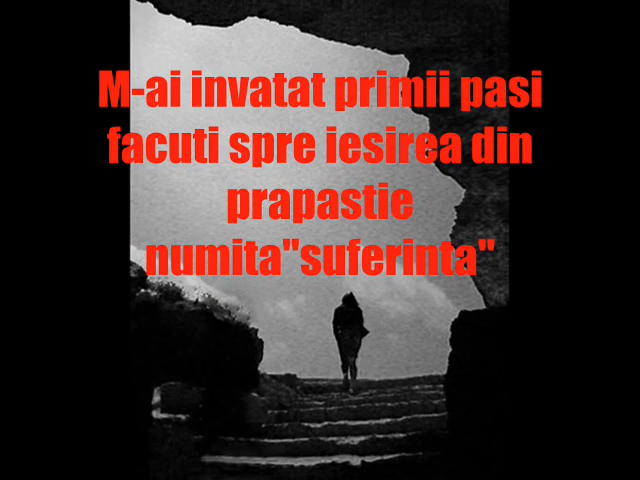 M-ai invatat primii pasi
facuti spre iesirea din
prapastie
numita"suferinta"